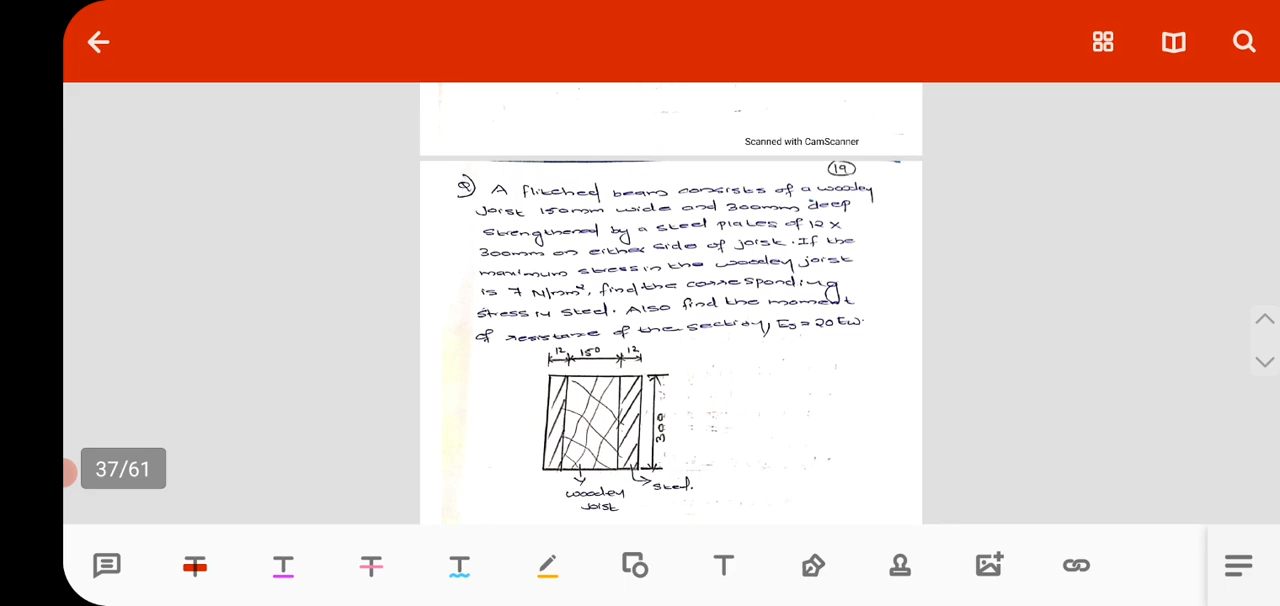 Scanned with CamScanner
19
Q) A flitched beam consists of a wooden
joist 150mm wide and 300mm deep
strengthened by a steel plates of 12 x
300mm on either side of joist. If the
maximum stress in the wooden joist
is 7 N/mm², find the corresponding
stress in steel. Also find the moment
of resistance of the section, Es = 20 Ew.
12 150 12
300
wooden
joist
steel.
37/61